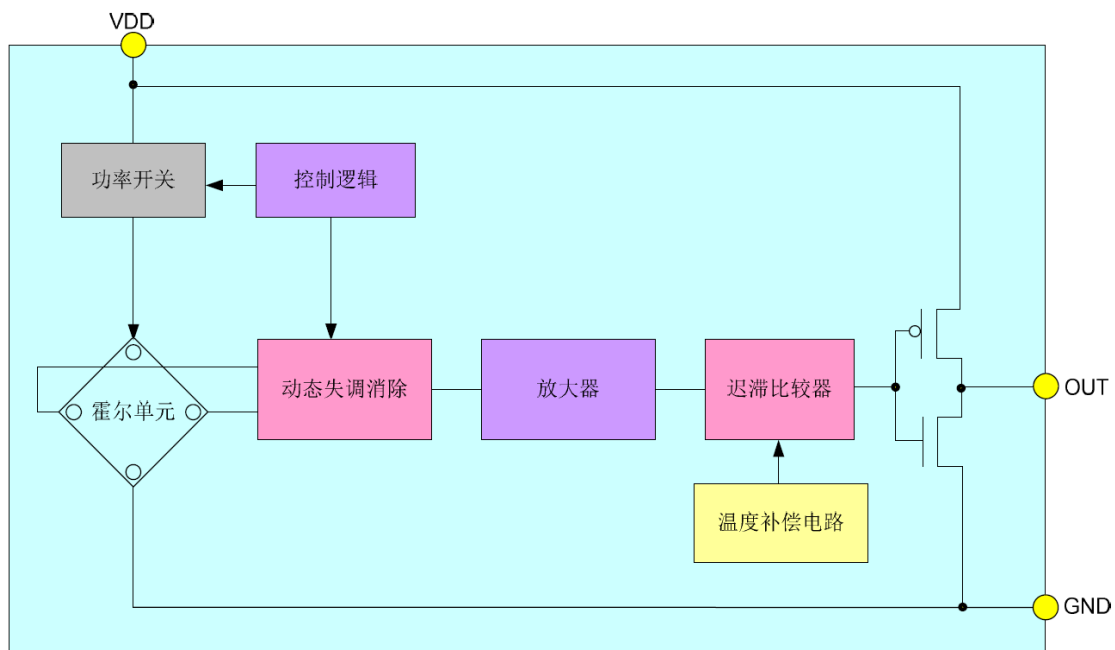 VDD
功率开关
控制逻辑
霍尔单元
动态失调消除
放大器
迟滞比较器
OUT
温度补偿电路
GND